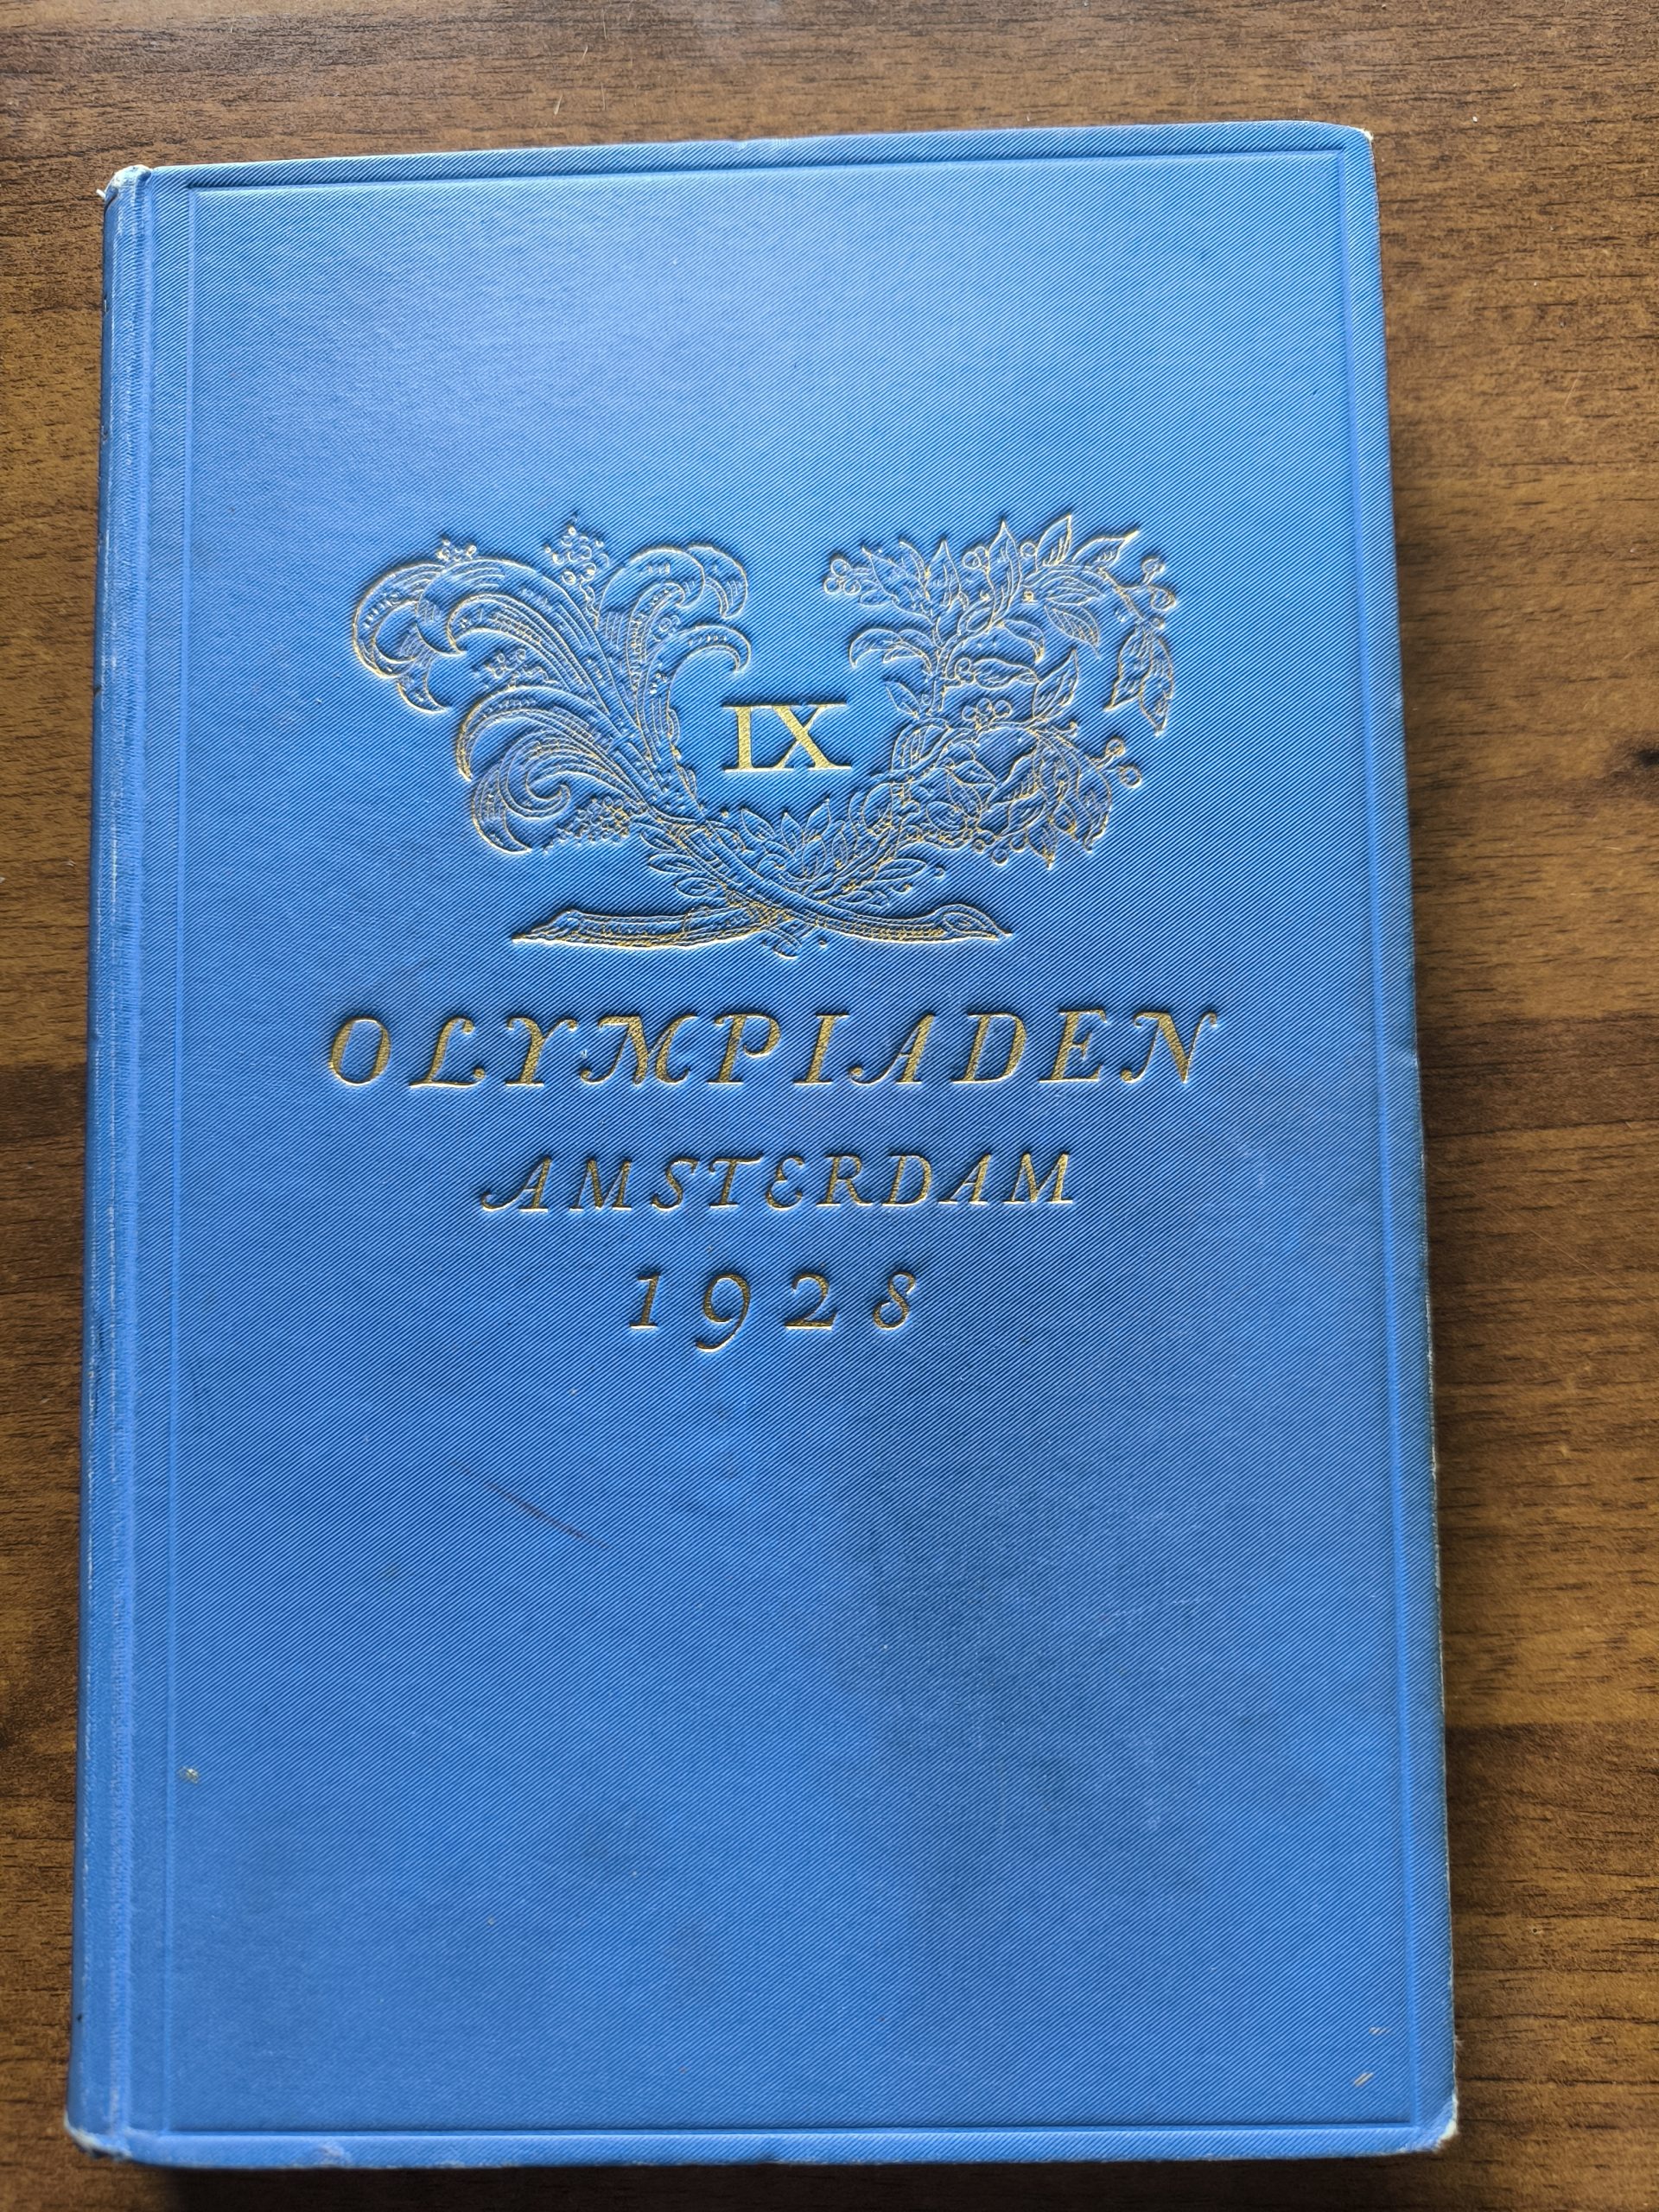 IX
OLYMPIADEN
AMSTERDAM
1928